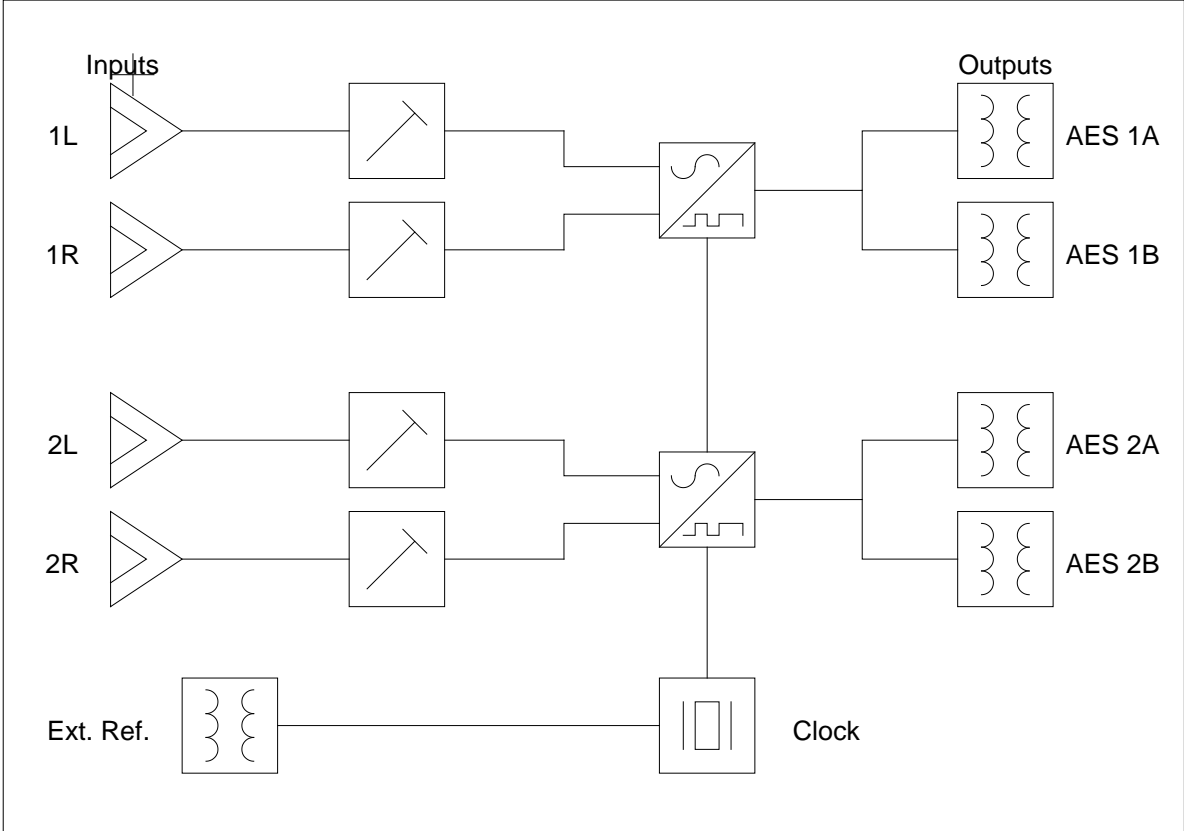 Inputs
Outputs
1L
AES 1A
1R
AES 1B
2L
AES 2A
2R
AES 2B
Ext. Ref.
Clock